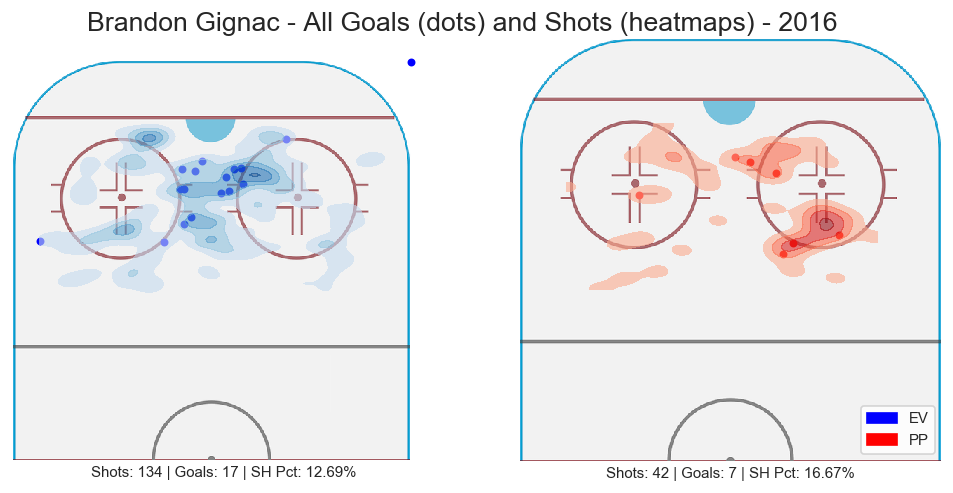 Brandon Gignac - All Goals (dots) and Shots (heatmaps) - 2016
EV
PP
Shots: 134 | Goals: 17 | SH Pct: 12.69%
Shots: 42 | Goals: 7 | SH Pct: 16.67%